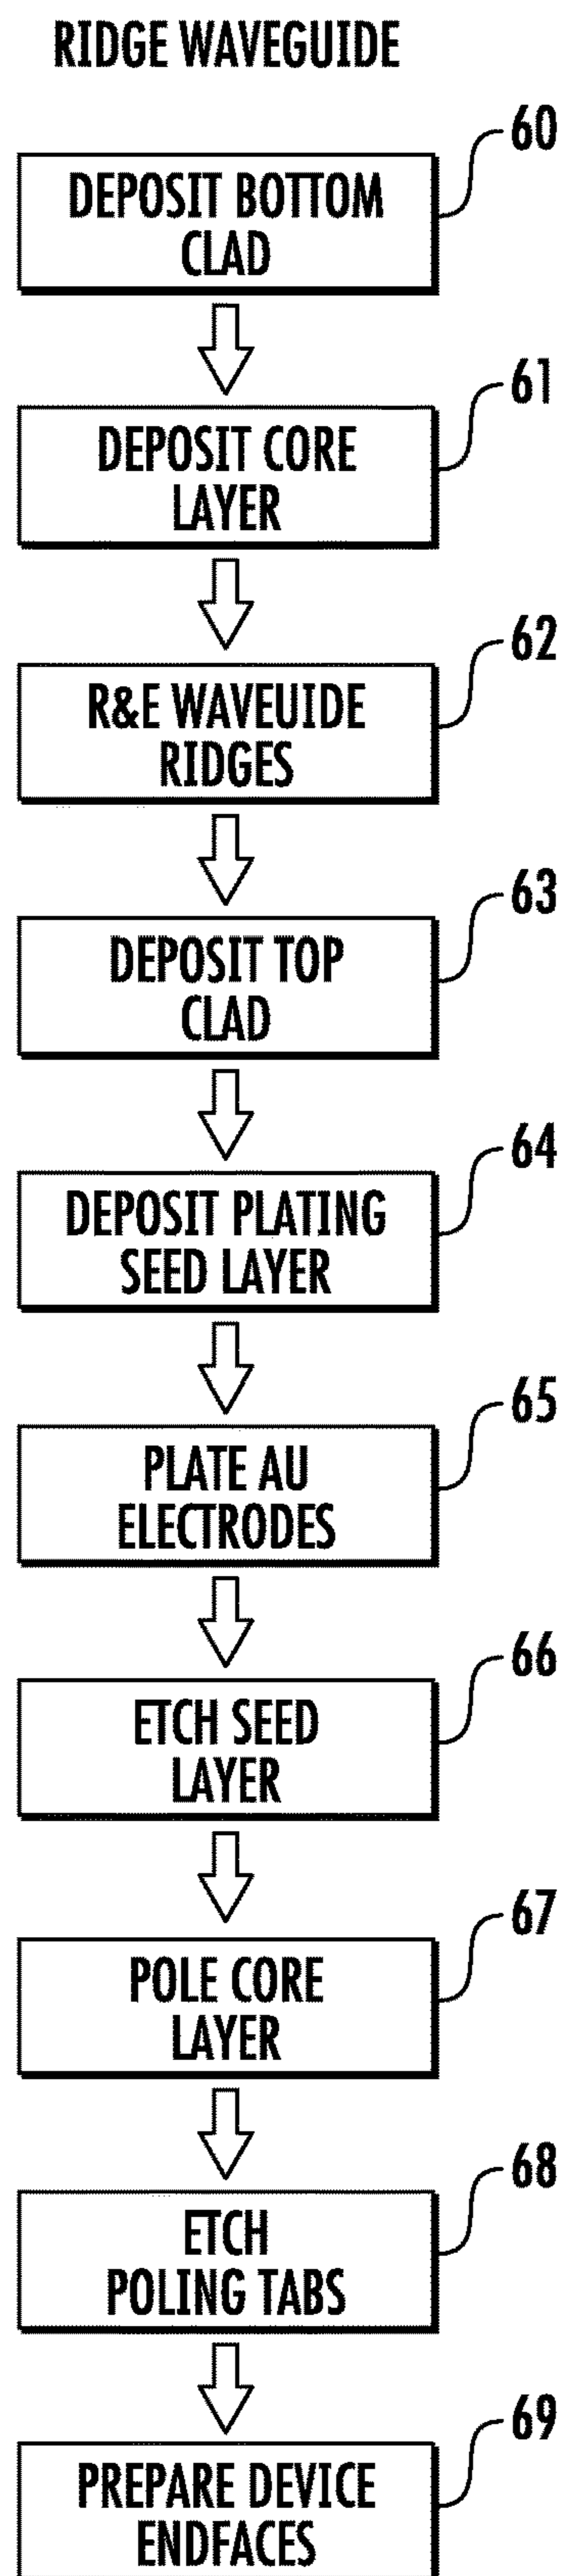 RIDGE WAVEGUIDE
60
DEPOSIT BOTTOM
CLAD
61
DEPOSIT CORE
LAYER
62
R&E WAVEUIDE
RIDGES
63
DEPOSIT TOP
CLAD
64
DEPOSIT PLATING
SEED LAYER
65
PLATE AU
ELECTRODES
66
ETCH SEED
LAYER
67
POLE CORE
LAYER
68
ETCH
POLING TABS
69
PREPARE DEVICE
ENDFACES